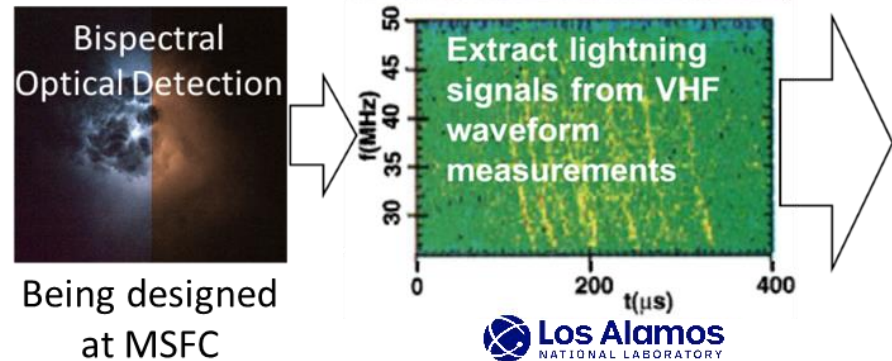 Bispectral
Optical Detection
Being designed
at MSFC
Extract lightning
signals from VHF
waveform
measurements
f(MHz)
50
45
40
35
30
0
200
400
t(μs)
Los Alamos
NATIONAL LABORATORY